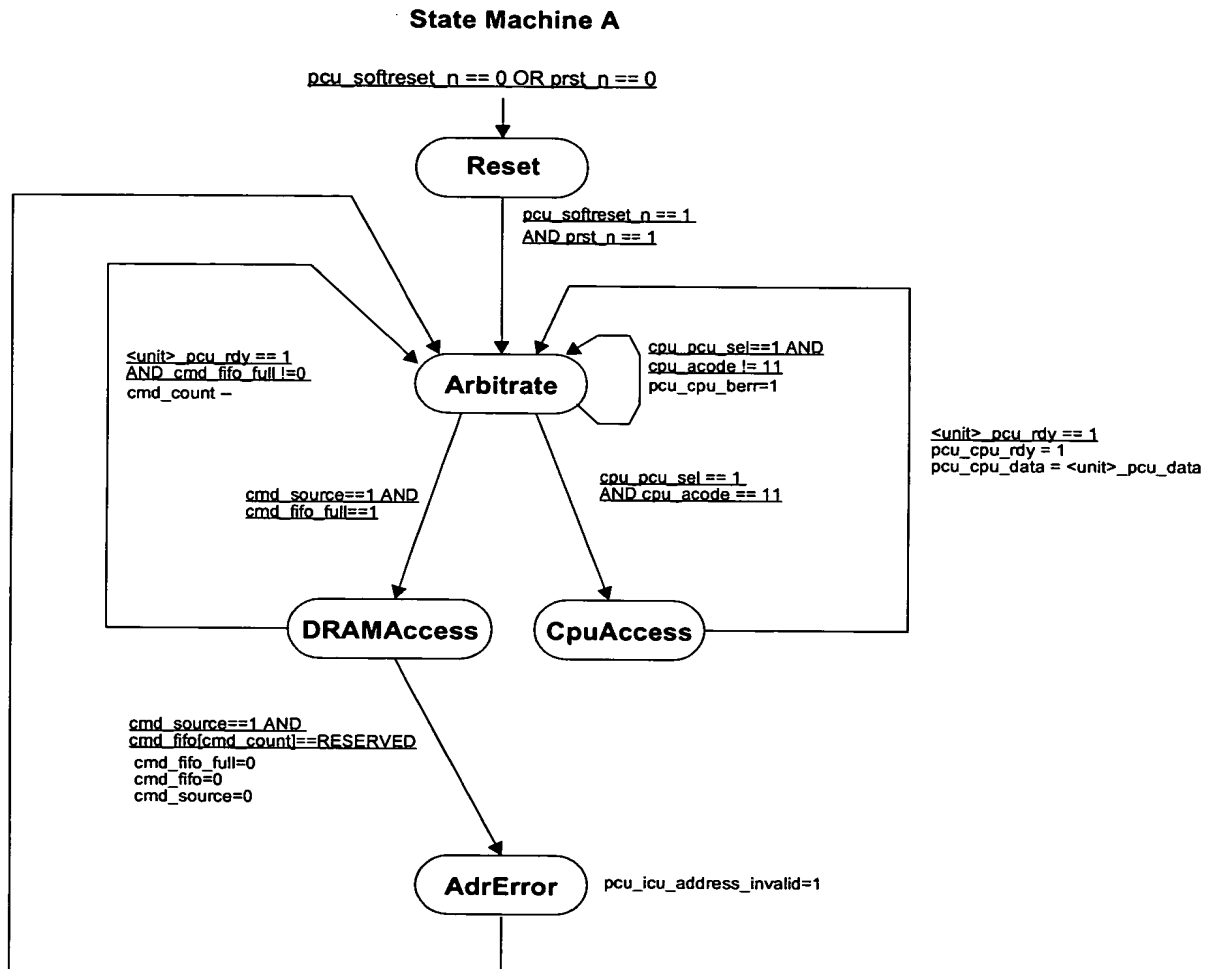 State Machine A
pcu_softreset_n == 0 OR prst_n == 0
Reset
pcu_softreset_n == 1
AND prst_n == 1
<unit>_pcu_rdy == 1
AND cmd_fifo_full !=0
cmd_count –
Arbitrate
cpu_pcu_sel==1 AND
cpu_acode != 11
pcu_cpu_berr=1
<unit>_pcu_rdy == 1
pcu_cpu_rdy = 1
pcu_cpu_data = <unit>_pcu_data
cmd_source==1 AND
cmd_fifo_full==1
cpu_pcu_sel == 1
AND cpu_acode == 11
DRAMAccess
CpuAccess
cmd_source==1 AND
cmd_fifo[cmd_count]==RESERVED
cmd_fifo_full=0
cmd_fifo=0
cmd_source=0
AdrError
pcu_icu_address_invalid=1